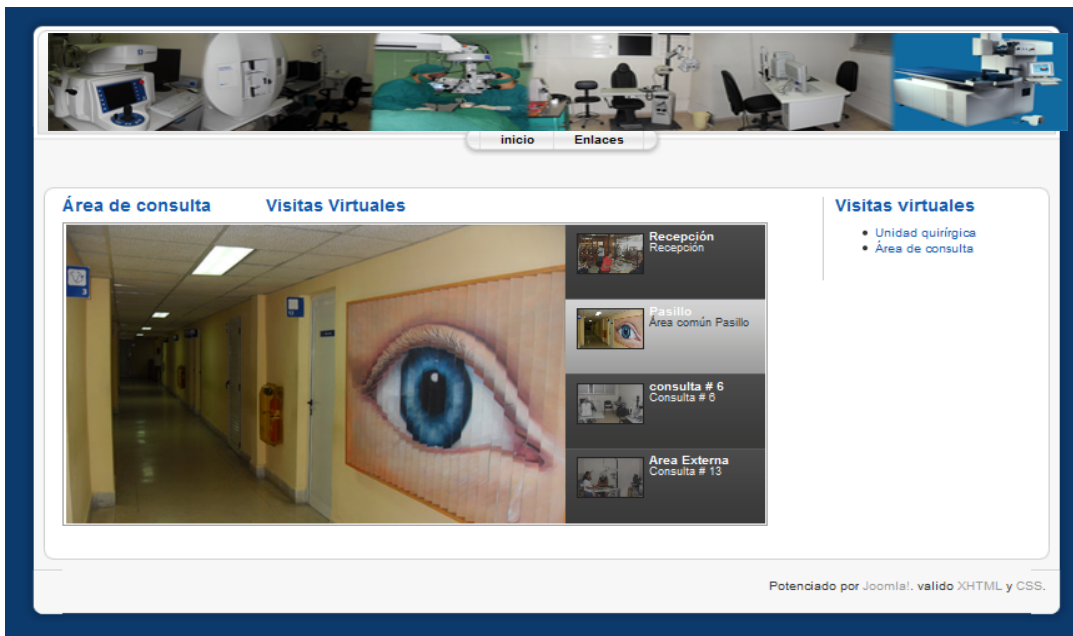 inicio Enlaces
Área de consulta Visitas Virtuales
Recepción
Recepción
Pasillo
Área común Pasillo
consulta # 6
Consulta # 6
Area Externa
Consulta # 13
3
Visitas virtuales
Unidad quirírgica
Área de consulta
Potenciado por Joomla!. valido XHTML y CSS.